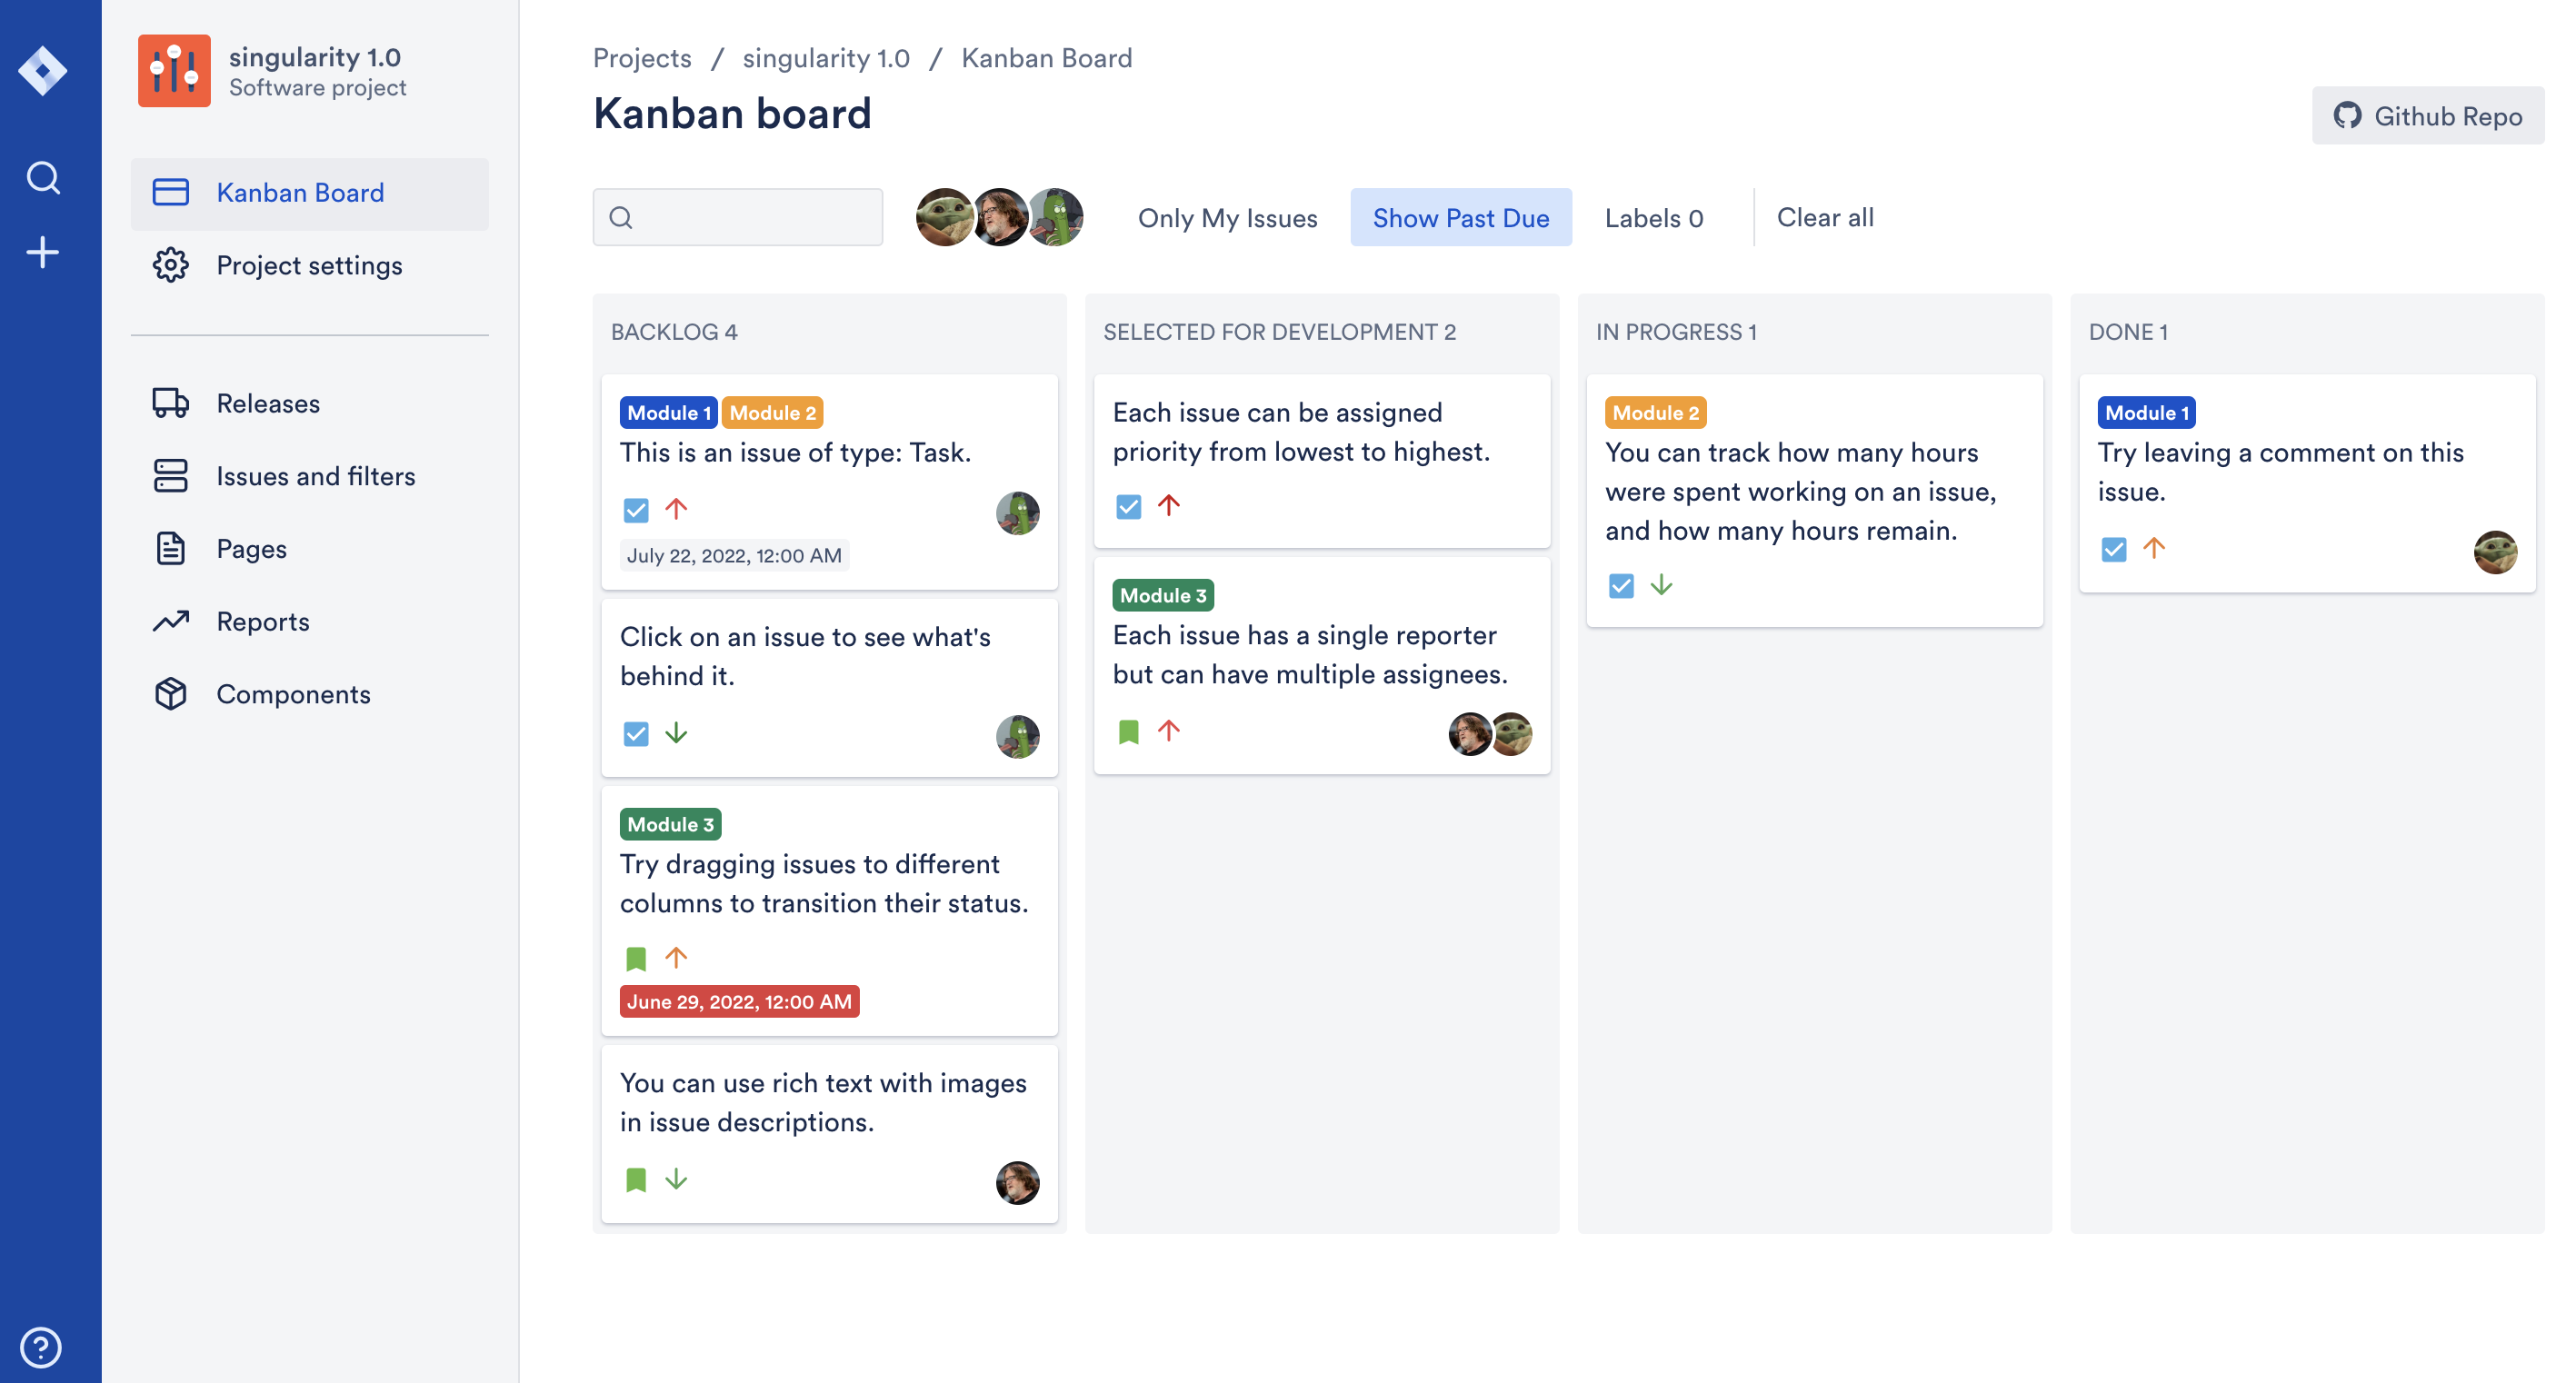 singularity 1.0
Software project
Kanban Board
Project settings
Releases
Issues and filters
Pages
Reports
Components
Projects / singularity 1.0 / Kanban Board
Kanban board
Github Repo
Only My Issues
Show Past Due
Labels 0
Clear all
BACKLOG 4
Module 1 Module 2
This is an issue of type: Task.
July 22, 2022, 12:00 AM
Click on an issue to see what's
behind it.
Module 3
Try dragging issues to different
columns to transition their status.
June 29, 2022, 12:00 AM
You can use rich text with images
in issue descriptions.
SELECTED FOR DEVELOPMENT 2
Each issue can be assigned
priority from lowest to highest.
Module 3
Each issue has a single reporter
but can have multiple assignees.
IN PROGRESS 1
Module 2
You can track how many hours
were spent working on an issue,
and how many hours remain.
DONE 1
Module 1
Try leaving a comment on this
issue.